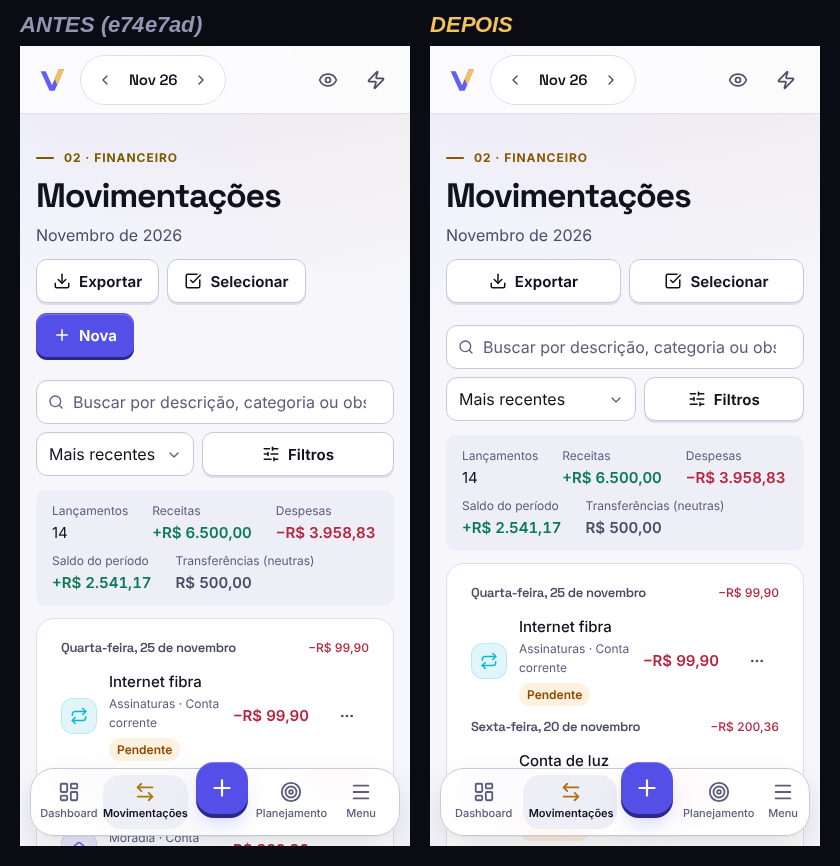 ANTES (e74e7ad)
Nov 26
02 · FINANCEIRO
Movimentações
Novembro de 2026
Exportar
Selecionar
Nova
Buscar por descrição, categoria ou obs
Mais recentes
Filtros
Lançamentos Receitas Despesas
14 +R$ 6.500,00 −R$ 3.958,83
Saldo do período Transferências (neutras)
+R$ 2.541,17 R$ 500,00
Quarta-feira, 25 de novembro −R$ 99,90
Internet fibra
Assinaturas · Conta
corrente
−R$ 99,90
Pendente
Dashboard Movimentações Planejamento Menu
Moradia · Conta
DEPOIS
Nov 26
02 · FINANCEIRO
Movimentações
Novembro de 2026
Exportar
Selecionar
Buscar por descrição, categoria ou obs
Mais recentes
Filtros
Lançamentos Receitas Despesas
14 +R$ 6.500,00 −R$ 3.958,83
Saldo do período Transferências (neutras)
+R$ 2.541,17 R$ 500,00
Quarta-feira, 25 de novembro −R$ 99,90
Internet fibra
Assinaturas · Conta
corrente
−R$ 99,90
Pendente
Sexta-feira, 20 de novembro −R$ 200,36
Conta de luz
Dashboard Movimentações Planejamento Menu